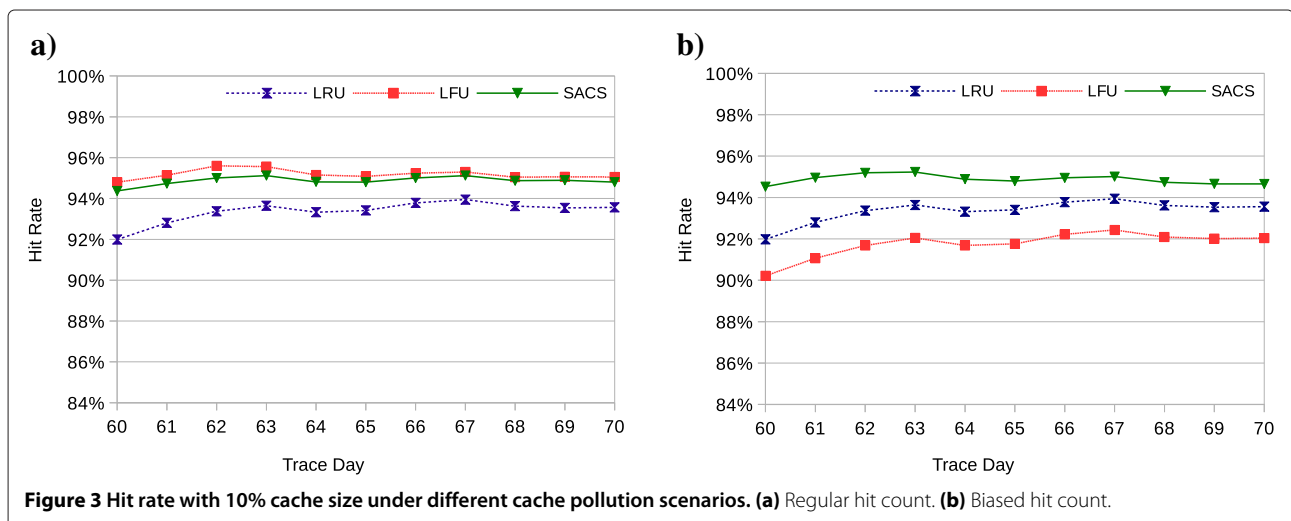 a)
100%
98%
96%
94%
92%
90%
88%
86%
84%
Hit Rate
LRU LFU SACS
60 61 62 63 64 65 66 67 68 69 70
Trace Day
b)
100%
98%
96%
94%
92%
90%
88%
86%
84%
Hit Rate
LRU LFU SACS
60 61 62 63 64 65 66 67 68 69 70
Trace Day
Figure 3 Hit rate with 10% cache size under different cache pollution scenarios. (a) Regular hit count. (b) Biased hit count.